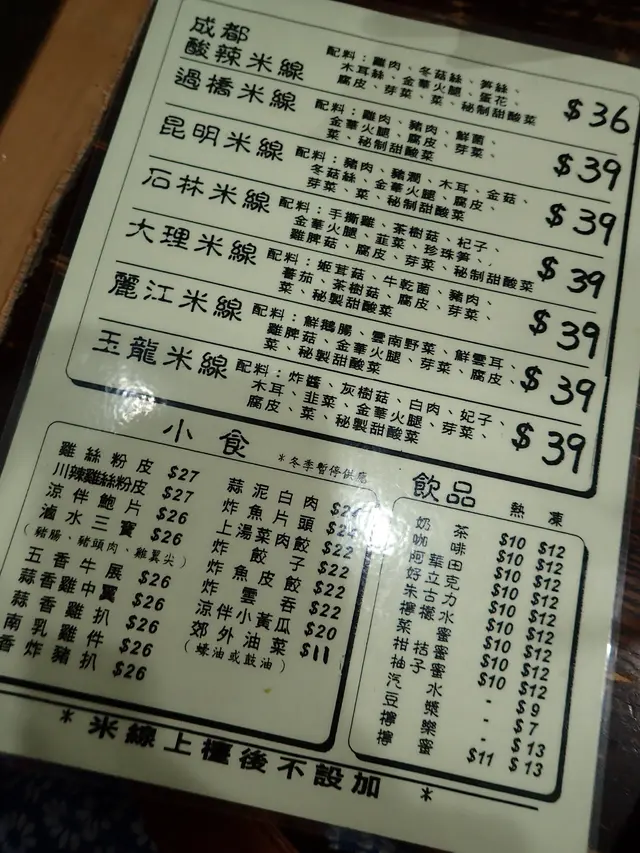 成都
酸辣米線
配料：雞肉、冬菇絲、筍絲、
木耳絲、金華火腿、蛋花、
腐皮、芽菜、菜、秘制甜酸菜
$36
過橋米線
配料：雞肉、豬肉、鮮菌、
金華火腿、腐皮、芽菜、
菜、秘制甜酸菜
$39
昆明米線
配料：豬肉、豬潤、木耳、金菇、
冬菇絲、金華火腿、腐皮、
芽菜、菜、秘制甜酸菜
$39
石林米線
配料：手撕雞、茶樹菇、杞子、
金華火腿、韮菜、珍珠筍、
雞脾菇、腐皮、芽菜、秘制甜酸菜
$39
大理米線
配料：姬茸菇、牛乾菌、豬肉、
蕃茄、茶樹菇、腐皮、芽菜、
菜、秘製甜酸菜
$39
麗江米線
配料：鮮鵝腸、雲南野菜、鮮雲耳、
雞脾菇、金華火腿、芽菜、腐皮、
菜、秘製甜酸菜
$39
玉龍米線
配料：炸醬、灰樹菇、白肉、妃子、
木耳、韭菜、金華火腿、芽菜、
腐皮、菜、秘製甜酸菜
$39
小食
*冬季暫停供應
雞絲粉皮 $27
川辣雞絲粉皮 $27
涼伴鮑片 $26
滷水三寶 $26
（豬腸、豬頭肉、雞翼尖）
五香牛展 $26
蒜香雞中翼 $26
蒜香雞扒 $26
南乳雞件 $26
香炸豬扒 $26
蒜泥白肉
炸魚片頭
上湯菜肉
炸餃子 $22
炸魚皮餃 $22
炸雲吞 $22
涼伴小黃瓜 $20
郊外油菜 $11
（蠔油或鼓油）
飲品
熱 凍
奶茶 $10 $12
咖啡 $10 $12
阿華田 $10 $12
好立克 $10 $12
朱古力 $10 $12
檸檬水 $10 $12
菜蜜 $10 $12
柑桔蜜 $10 $12
柚子蜜 $10 $12
汽水 - $9
豆漿 - $7
檸樂 - $13
檸蜜 $11 $13
* 米線上檯後不設加 *